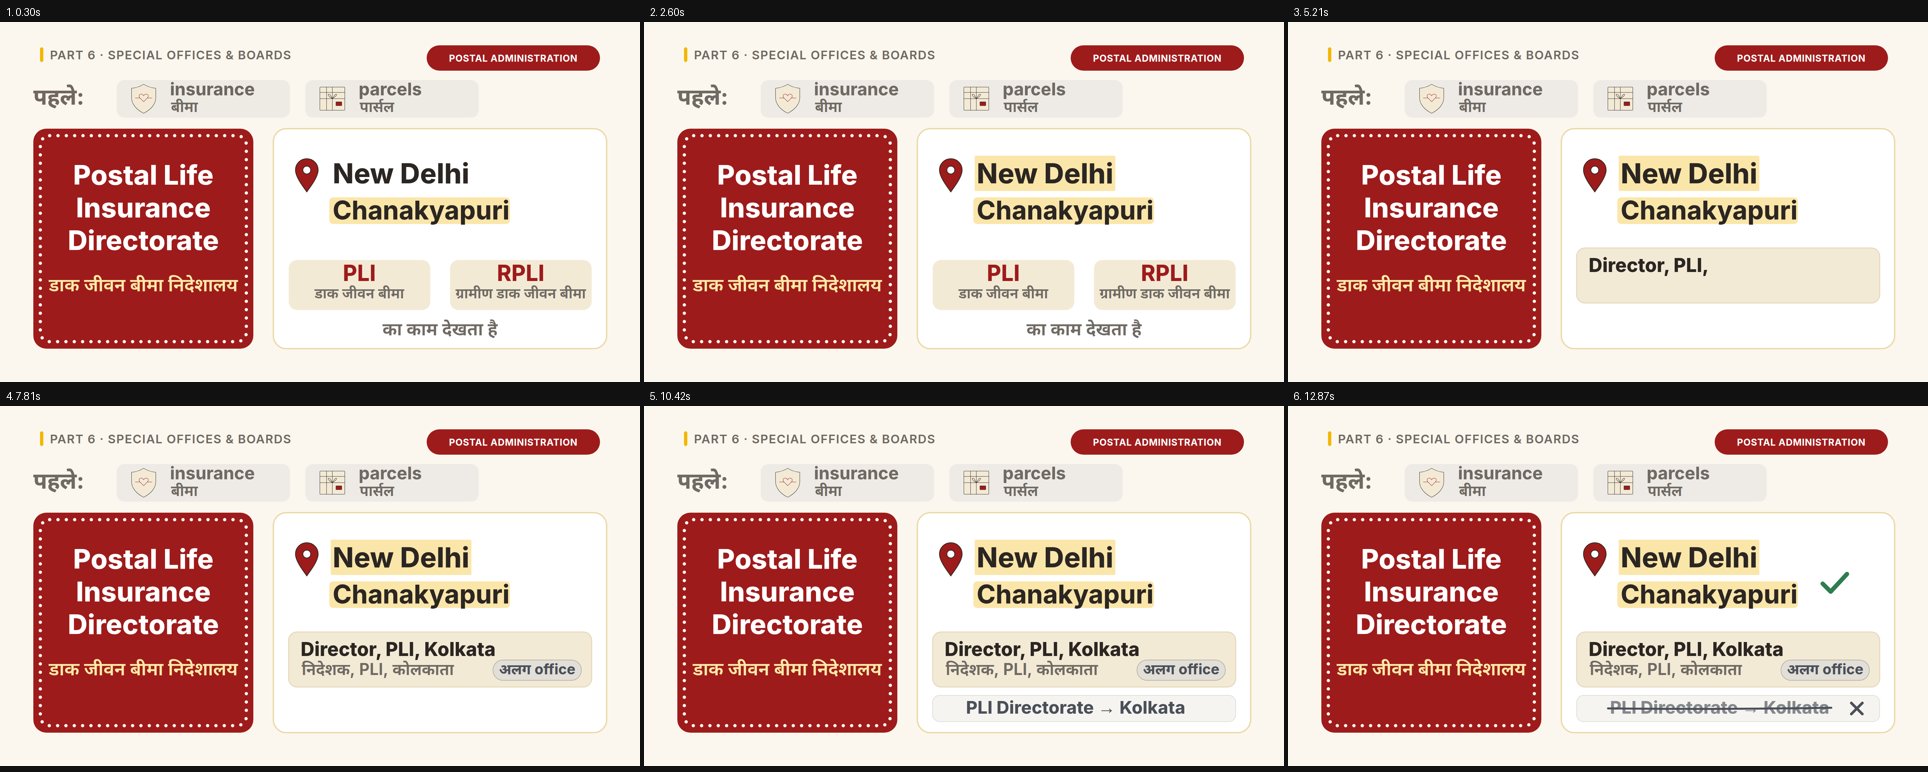 1. 0.30s
PART 6 · SPECIAL OFFICES & BOARDS
POSTAL ADMINISTRATION
पहले:
insurance
बीमा
parcels
पार्सल
Postal Life
Insurance
Directorate
डाक जीवन बीमा निदेशालय
New Delhi
Chanakyapuri
PLI
डाक जीवन बीमा
RPLI
ग्रामीण डाक जीवन बीमा
का काम देखता है
2. 2.60s
PART 6 · SPECIAL OFFICES & BOARDS
POSTAL ADMINISTRATION
पहले:
insurance
बीमा
parcels
पार्सल
Postal Life
Insurance
Directorate
डाक जीवन बीमा निदेशालय
New Delhi
Chanakyapuri
PLI
डाक जीवन बीमा
RPLI
ग्रामीण डाक जीवन बीमा
का काम देखता है
3. 5.21s
PART 6 · SPECIAL OFFICES & BOARDS
POSTAL ADMINISTRATION
पहले:
insurance
बीमा
parcels
पार्सल
Postal Life
Insurance
Directorate
डाक जीवन बीमा निदेशालय
New Delhi
Chanakyapuri
Director, PLI,
4. 7.81s
PART 6 · SPECIAL OFFICES & BOARDS
POSTAL ADMINISTRATION
पहले:
insurance
बीमा
parcels
पार्सल
Postal Life
Insurance
Directorate
डाक जीवन बीमा निदेशालय
New Delhi
Chanakyapuri
Director, PLI, Kolkata
निदेशक, PLI, कोलकाता
अलग office
5. 10.42s
PART 6 · SPECIAL OFFICES & BOARDS
POSTAL ADMINISTRATION
पहले:
insurance
बीमा
parcels
पार्सल
Postal Life
Insurance
Directorate
डाक जीवन बीमा निदेशालय
New Delhi
Chanakyapuri
Director, PLI, Kolkata
निदेशक, PLI, कोलकाता
अलग office
PLI Directorate → Kolkata
6. 12.87s
PART 6 · SPECIAL OFFICES & BOARDS
POSTAL ADMINISTRATION
पहले:
insurance
बीमा
parcels
पार्सल
Postal Life
Insurance
Directorate
डाक जीवन बीमा निदेशालय
New Delhi
Chanakyapuri
Director, PLI, Kolkata
निदेशक, PLI, कोलकाता
अलग office
PLI Directorate → Kolkata